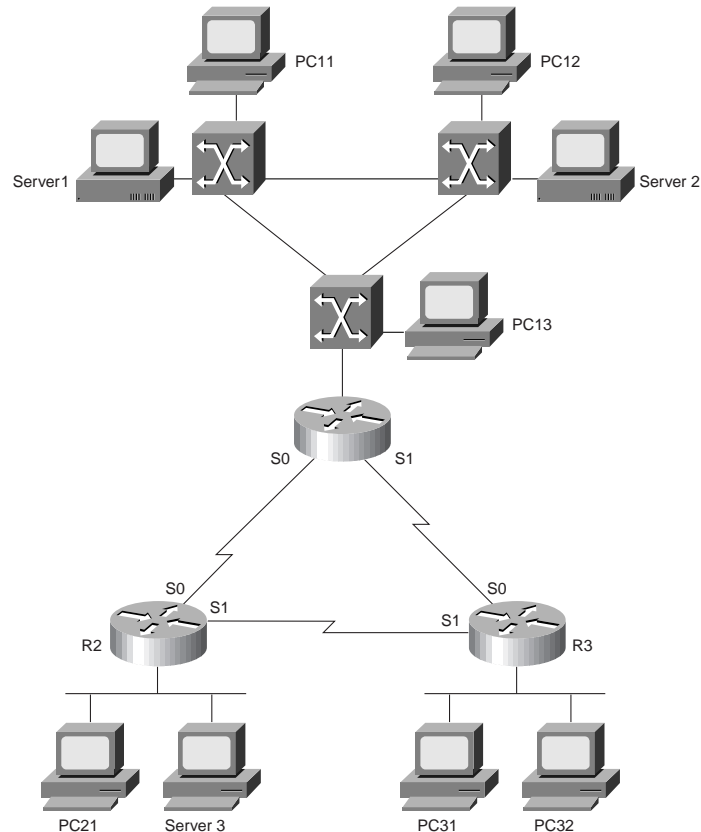 PC11
PC12
Server1
Server 2
PC13
S0
S1
S0
S1
S0
S1
R2
R3
PC21
Server 3
PC31
PC32